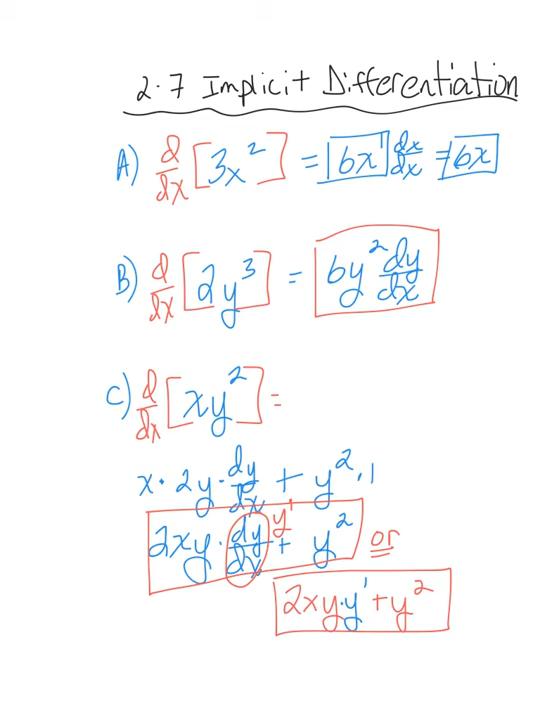 2.7 Implicit Differentiation
A) d/dx [3x²] = 6x¹ dx/dx = 6x
B) d/dx [2y³] = 6y² dy/dx
C) d/dx [xy²] =
x · 2y · dy/dx + y² · 1
2xy · dy/dx y' + y² or
2xy·y' + y²